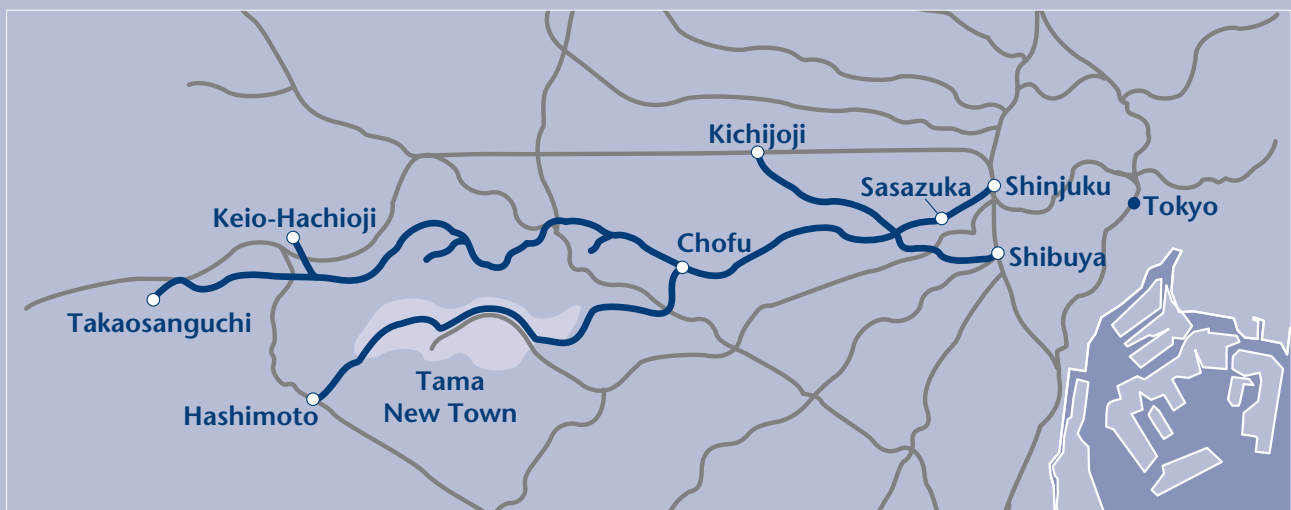 Kichijoji
Sasazuka
Shinjuku
Tokyo
Keio-Hachioji
Chofu
Shibuya
Takaosanguchi
Tama
New Town
Hashimoto